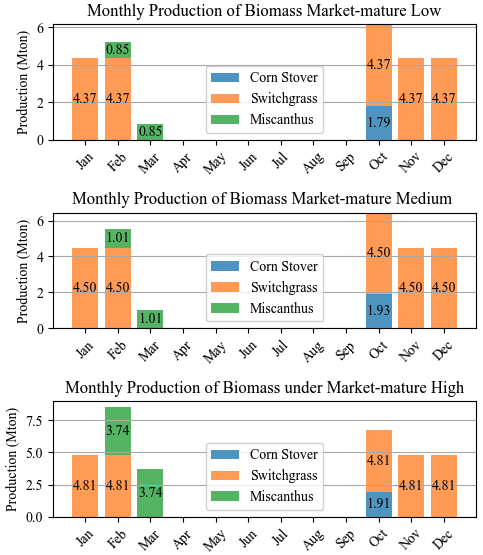 Monthly Production of Biomass Market-mature Low
Production (Mton)
6
4
2
0
4.37 4.37 0.85 0.85 4.37 1.79 4.37 4.37
Corn Stover
Switchgrass
Miscanthus
Jan Feb Mar Apr May Jun Jul Aug Sep Oct Nov Dec
Monthly Production of Biomass Market-mature Medium
Production (Mton)
6
4
2
0
4.50 4.50 1.01 1.01 4.50 1.93 4.50 4.50
Corn Stover
Switchgrass
Miscanthus
Jan Feb Mar Apr May Jun Jul Aug Sep Oct Nov Dec
Monthly Production of Biomass under Market-mature High
Production (Mton)
7.5
5.0
2.5
0.0
4.81 4.81 3.74 3.74 4.81 1.91 4.81 4.81
Corn Stover
Switchgrass
Miscanthus
Jan Feb Mar Apr May Jun Jul Aug Sep Oct Nov Dec